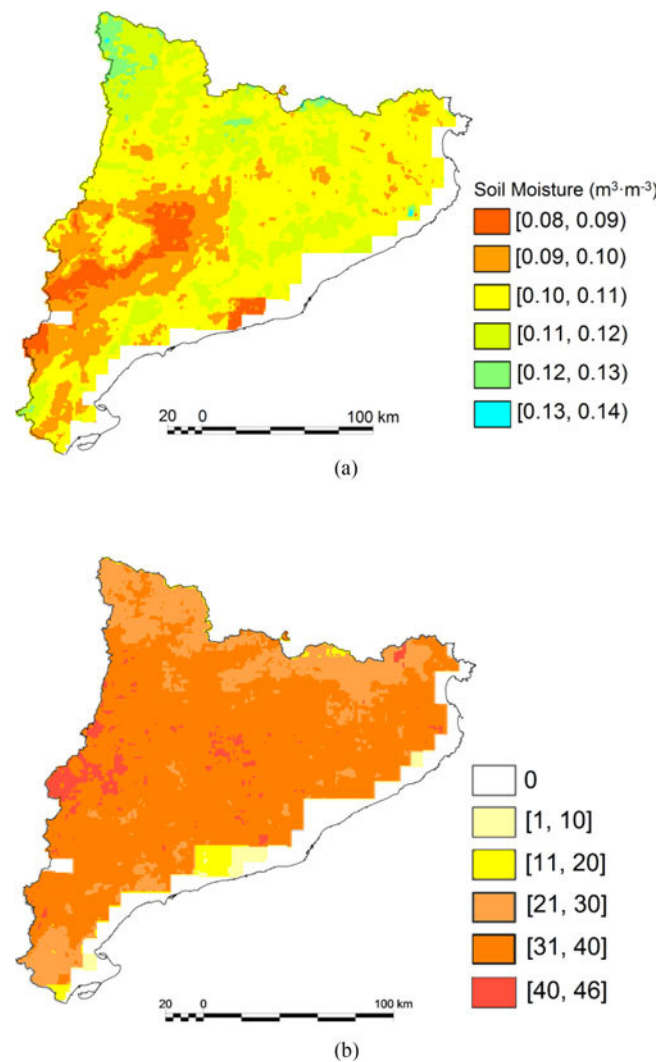 Soil Moisture (m³·m⁻³)
[0.08, 0.09)
[0.09, 0.10)
[0.10, 0.11)
[0.11, 0.12)
[0.12, 0.13)
[0.13, 0.14)
20 0 100 km
(a)
0
[1, 10]
[11, 20]
[21, 30]
[31, 40]
[40, 46]
20 0 100 km
(b)